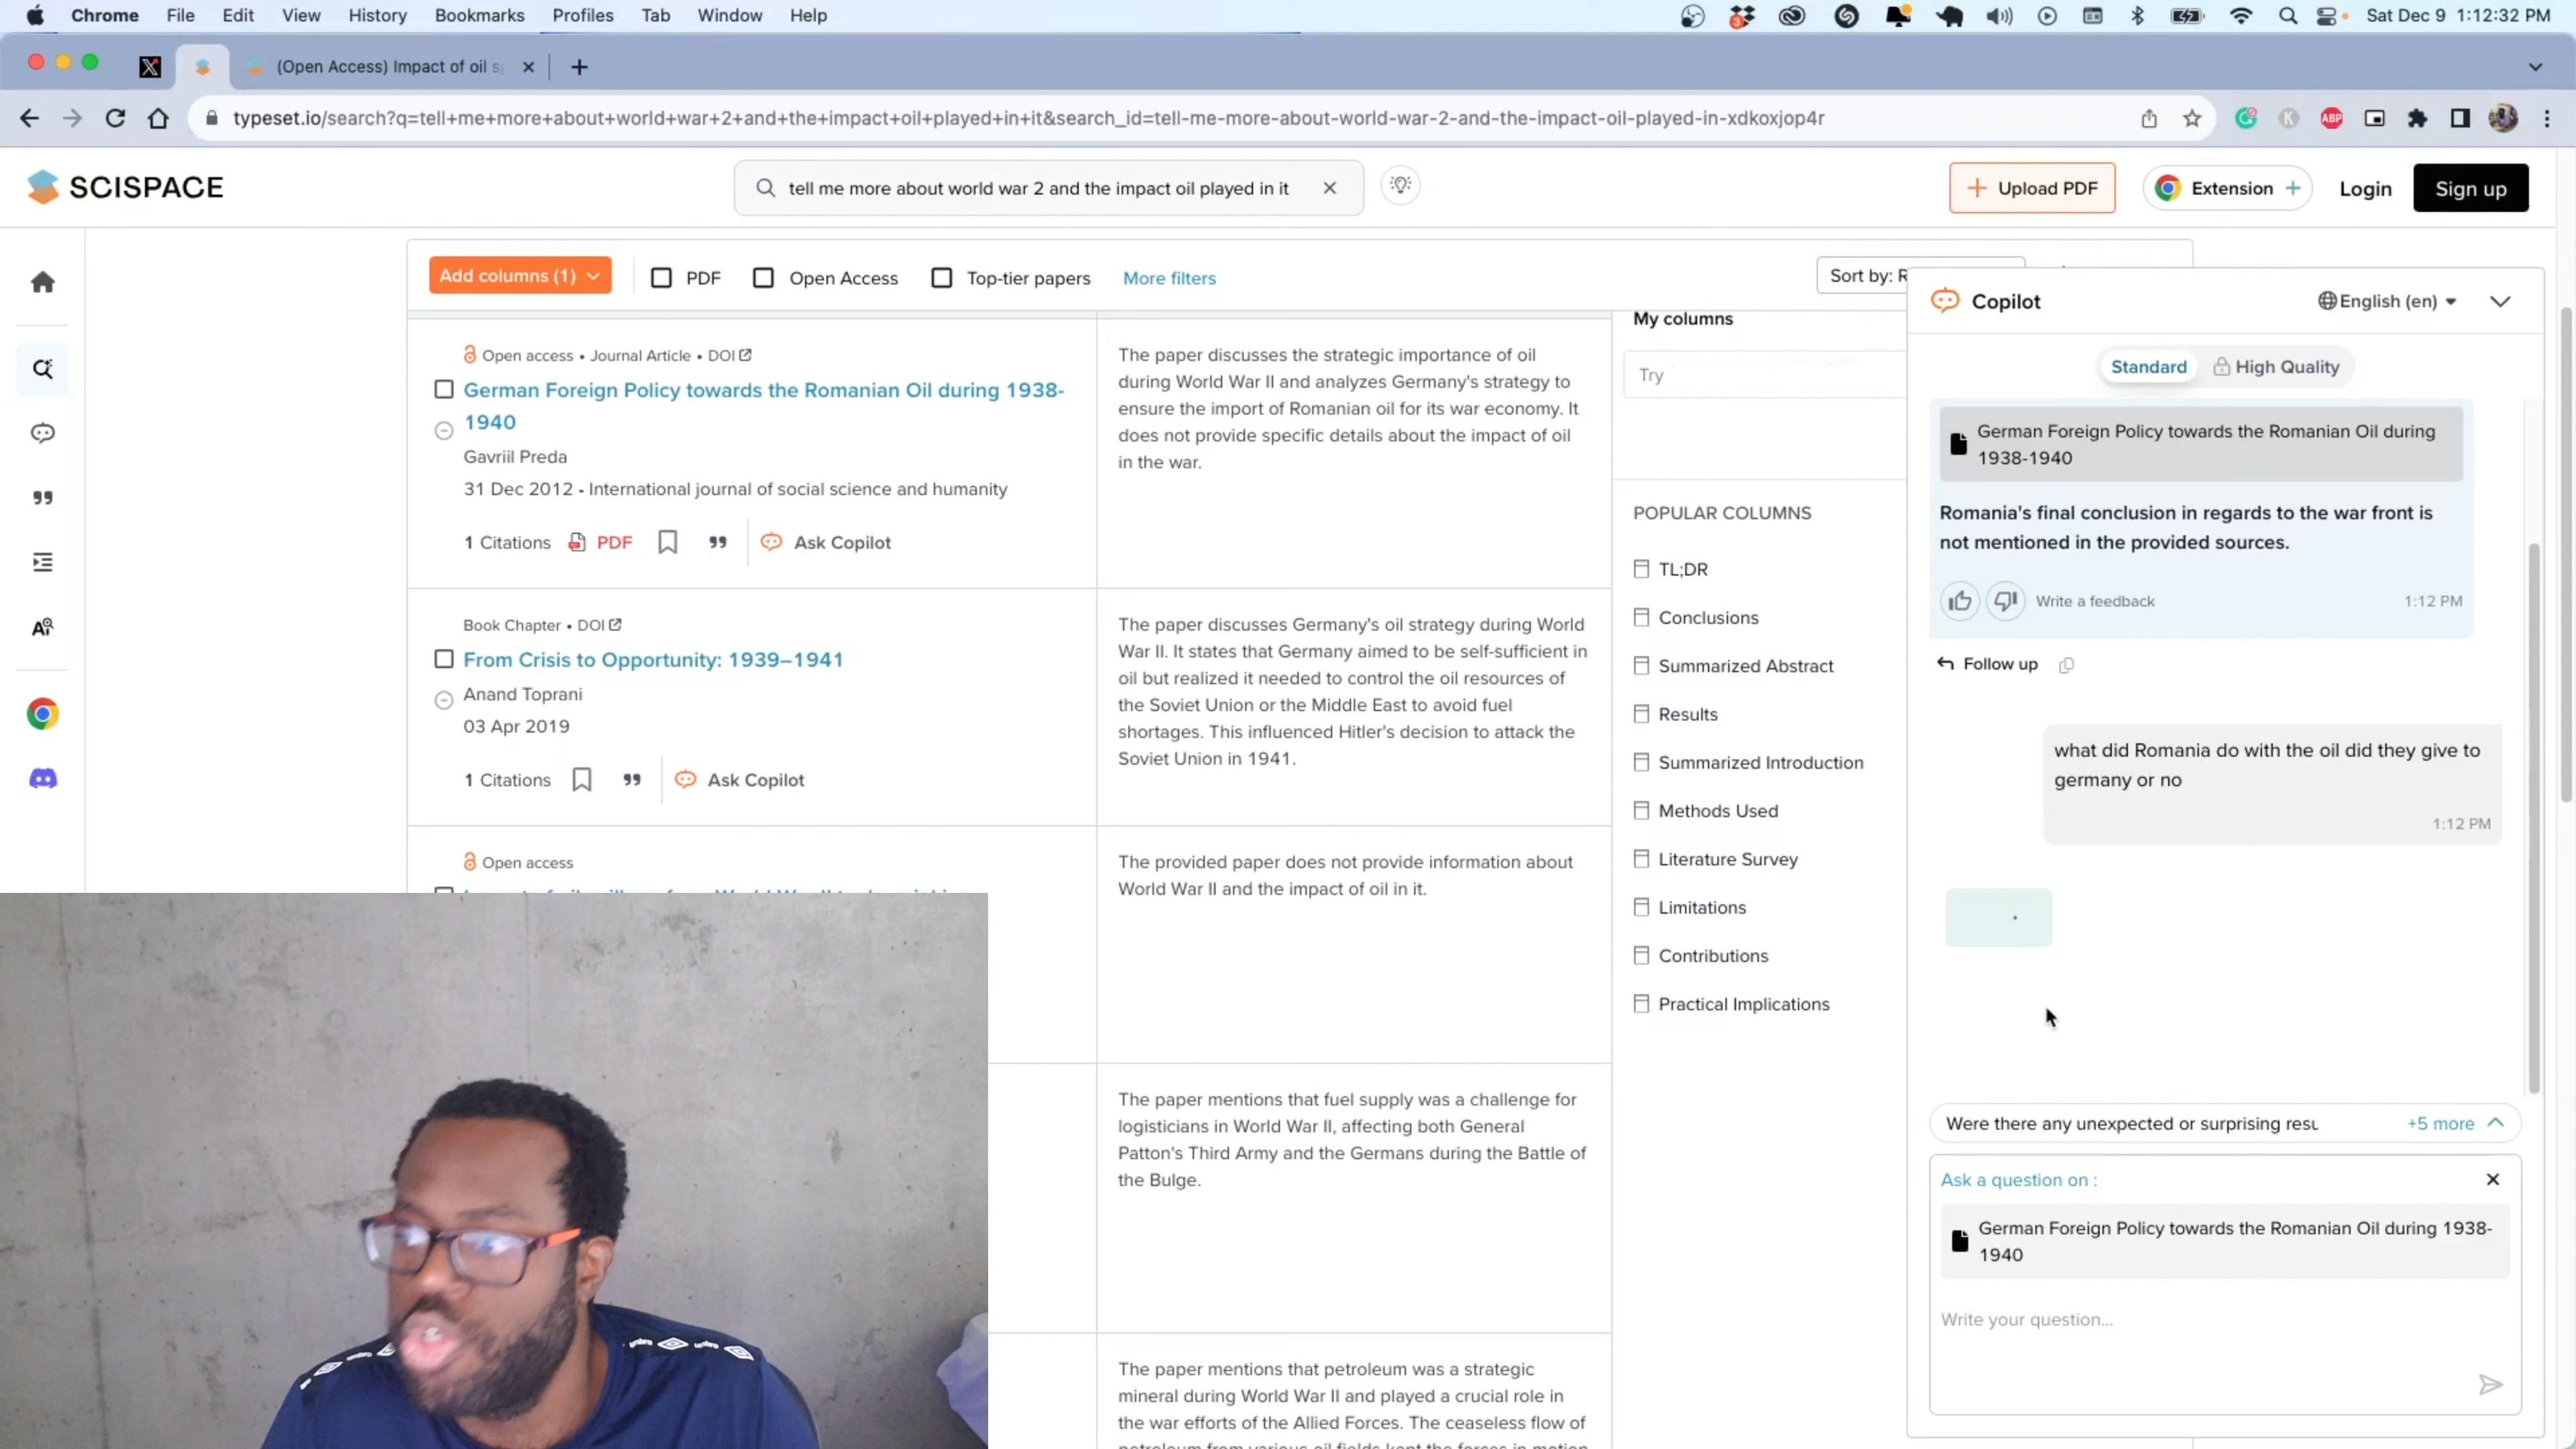 Chrome File Edit View History Bookmarks Profiles Tab Window Help
3
Sat Dec 9 1:12:32 PM
X
(Open Access) Impact of oil s
typeset.io/search?q=tell+me+more+about+world+war+2+and+the+impact+oil+played+in+it&search_id=tell-me-more-about-world-war-2-and-the-impact-oil-played-in-xdkoxjop4r
K
ABP
SCISPACE
tell me more about world war 2 and the impact oil played in it
Upload PDF
Extension
Login
Sign up
Add columns (1)
PDF
Open Access
Top-tier papers
More filters
Sort by: R
Open access • Journal Article • DOI
German Foreign Policy towards the Romanian Oil during 1938-
1940
Gavriil Preda
31 Dec 2012 - International journal of social science and humanity
1 Citations PDF Ask Copilot
The paper discusses the strategic importance of oil
during World War II and analyzes Germany's strategy to
ensure the import of Romanian oil for its war economy. It
does not provide specific details about the impact of oil
in the war.
Book Chapter • DOI
From Crisis to Opportunity: 1939–1941
Anand Toprani
03 Apr 2019
1 Citations Ask Copilot
The paper discusses Germany's oil strategy during World
War II. It states that Germany aimed to be self-sufficient in
oil but realized it needed to control the oil resources of
the Soviet Union or the Middle East to avoid fuel
shortages. This influenced Hitler's decision to attack the
Soviet Union in 1941.
Open access
The provided paper does not provide information about
World War II and the impact of oil in it.
The paper mentions that fuel supply was a challenge for
logisticians in World War II, affecting both General
Patton's Third Army and the Germans during the Battle of
the Bulge.
The paper mentions that petroleum was a strategic
mineral during World War II and played a crucial role in
the war efforts of the Allied Forces. The ceaseless flow of
petroleum from various oil fields kept the forces in motion
My columns
Try
POPULAR COLUMNS
TL;DR
Conclusions
Summarized Abstract
Results
Summarized Introduction
Methods Used
Literature Survey
Limitations
Contributions
Practical Implications
Copilot
English (en)
Standard
High Quality
German Foreign Policy towards the Romanian Oil during
1938-1940
Romania's final conclusion in regards to the war front is
not mentioned in the provided sources.
Write a feedback
1:12 PM
Follow up
what did Romania do with the oil did they give to
germany or no
1:12 PM
Were there any unexpected or surprising resu
+5 more
Ask a question on :
German Foreign Policy towards the Romanian Oil during 1938-
1940
Write your question...
umbro
umbro